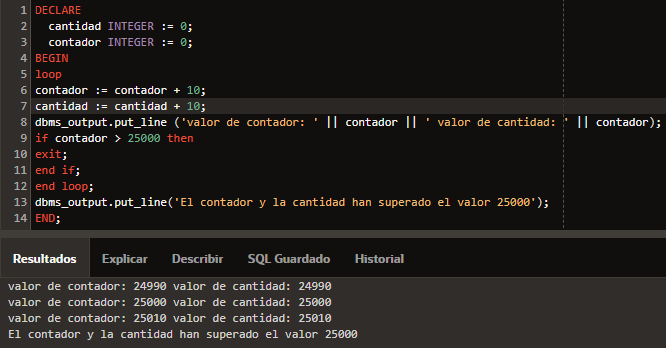 1 DECLARE
2 cantidad INTEGER := 0;
3 contador INTEGER := 0;
4 BEGIN
5 loop
6 contador := contador + 10;
7 cantidad := cantidad + 10;
8 dbms_output.put_line ('valor de contador: ' || contador || ' valor de cantidad: ' || contador);
9 if contador > 25000 then
10 exit;
11 end if;
12 end loop;
13 dbms_output.put_line('El contador y la cantidad han superado el valor 25000');
14 END;
Resultados Explicar Describir SQL Guardado Historial
valor de contador: 24990 valor de cantidad: 24990
valor de contador: 25000 valor de cantidad: 25000
valor de contador: 25010 valor de cantidad: 25010
El contador y la cantidad han superado el valor 25000